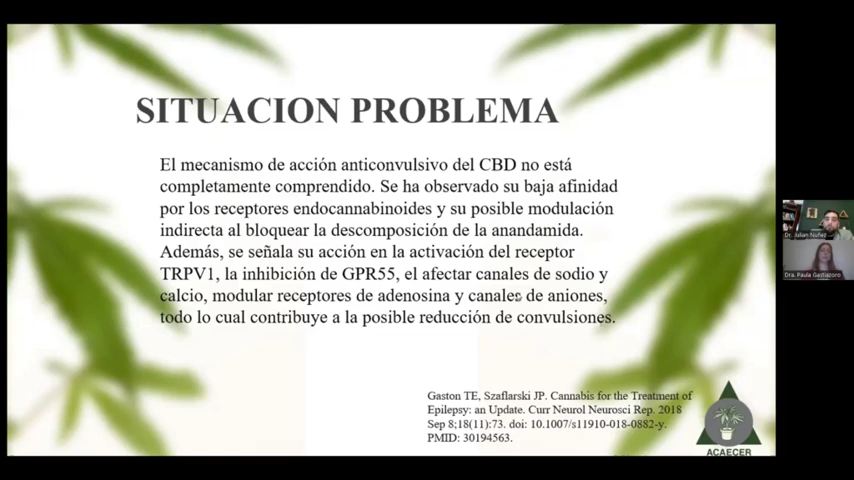 SITUACION PROBLEMA
El mecanismo de acción anticonvulsivo del CBD no está
completamente comprendido. Se ha observado su baja afinidad
por los receptores endocannabinoides y su posible modulación
indirecta al bloquear la descomposición de la anandamida.
Además, se señala su acción en la activación del receptor
TRPV1, la inhibición de GPR55, el afectar canales de sodio y
calcio, modular receptores de adenosina y canales de aniones,
todo lo cual contribuye a la posible reducción de convulsiones.
Gaston TE, Szaflarski JP. Cannabis for the Treatment of
Epilepsy: an Update. Curr Neurol Neurosci Rep. 2018
Sep 8;18(11):73. doi: 10.1007/s11910-018-0882-y.
PMID: 30194563.
ACAECER
Dr. Julian Nuñez
Dra. Paula Gastiazoro